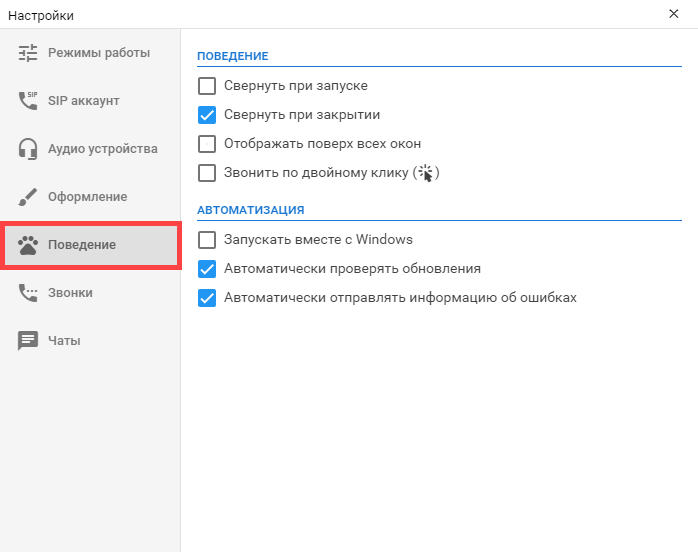 Настройки
Режимы работы
SIP
SIP аккаунт
Аудио устройства
Оформление
Поведение
Звонки
Чаты
ПОВЕДЕНИЕ
Свернуть при запуске
Свернуть при закрытии
Отображать поверх всех окон
Звонить по двойному клику ( )
АВТОМАТИЗАЦИЯ
Запускать вместе с Windows
Автоматически проверять обновления
Автоматически отправлять информацию об ошибках